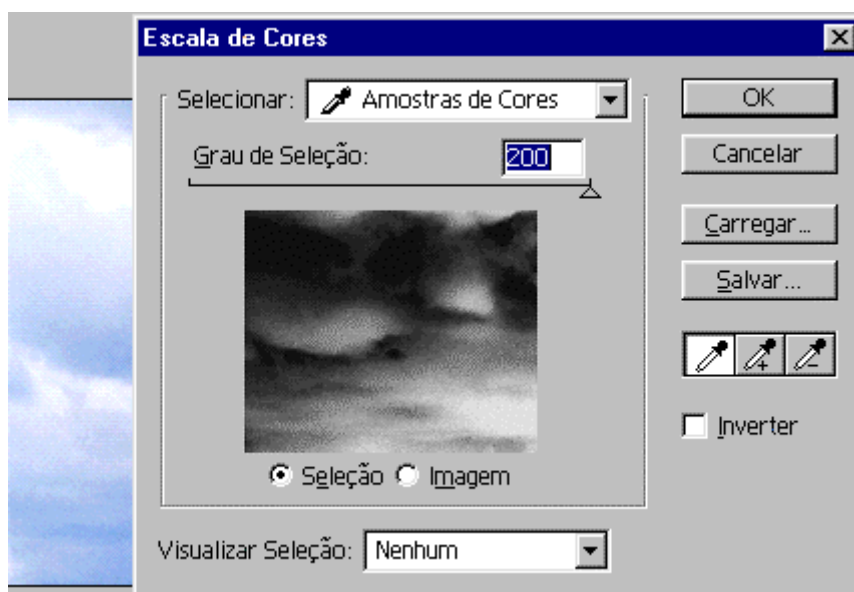 Escala de Cores
Selecionar: Amostras de Cores
OK
Grau de Seleção: 200
Cancelar
Carregar...
Salvar...
Inverter
Seleção Imagem
Visualizar Seleção: Nenhum